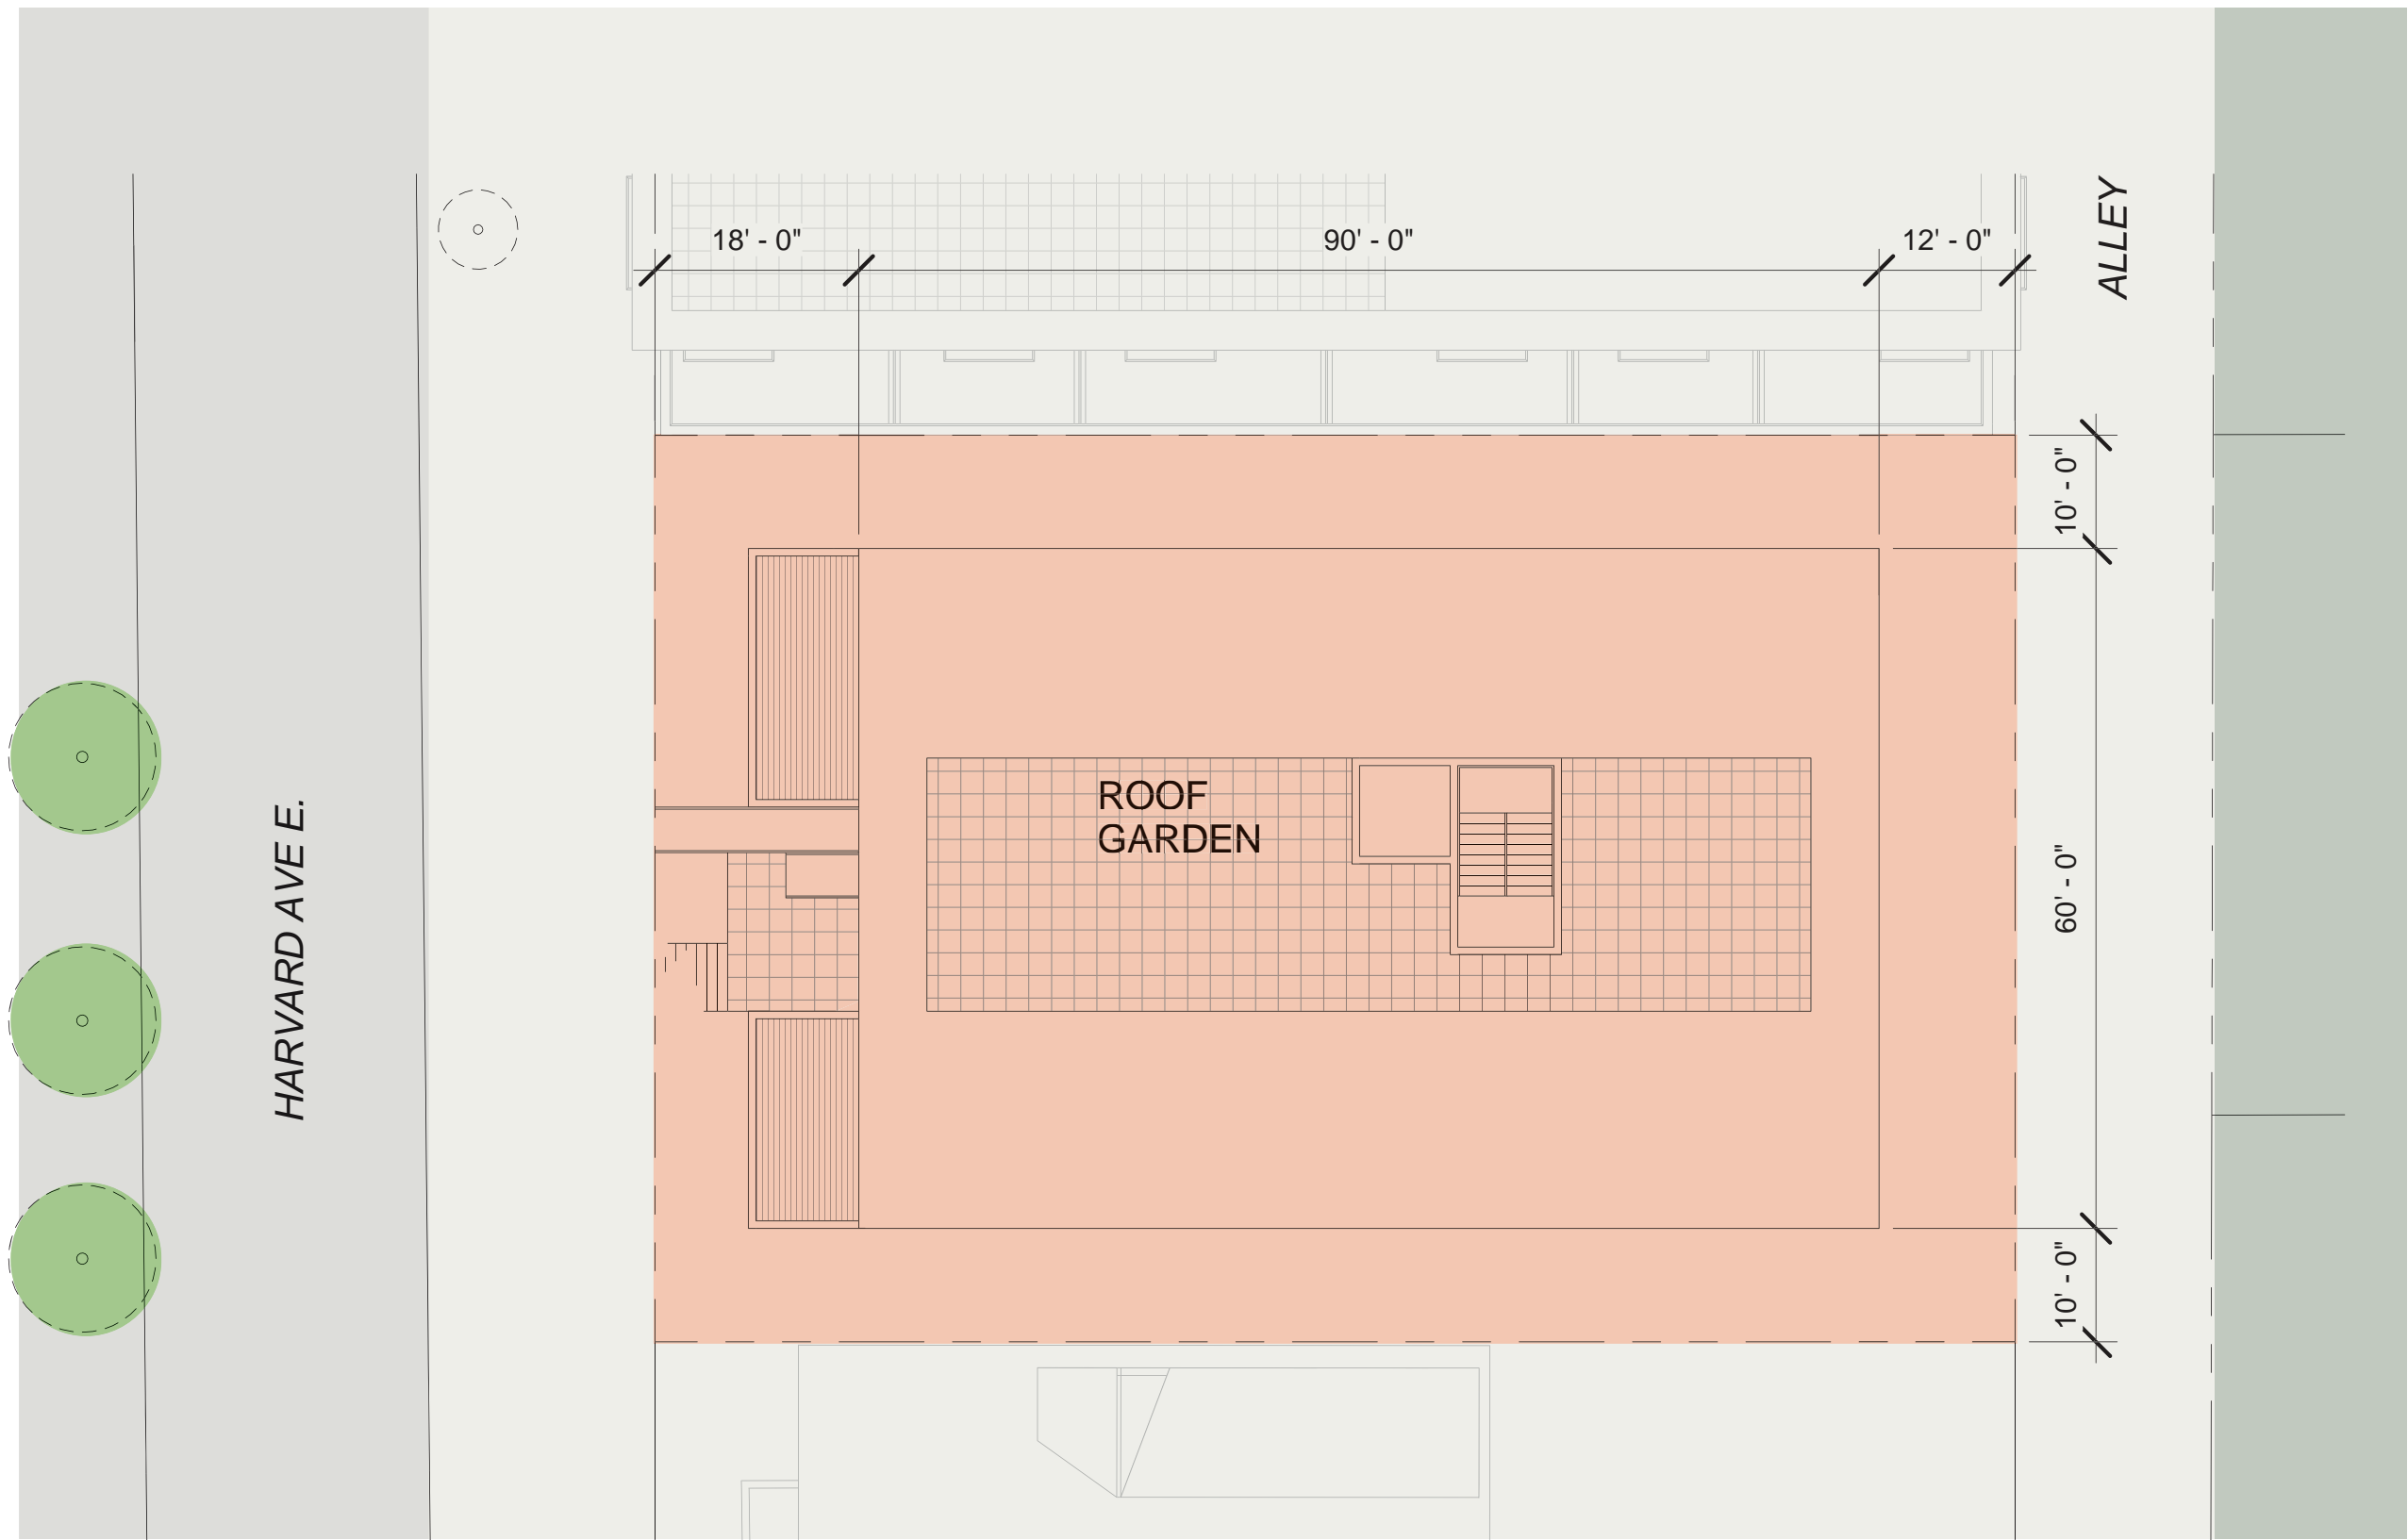 18' - 0"
90' - 0"
12' - 0"
ALLEY
10' - 0"
ROOF
GARDEN
HARVARD AVE E.
60' - 0"
10' - 0"